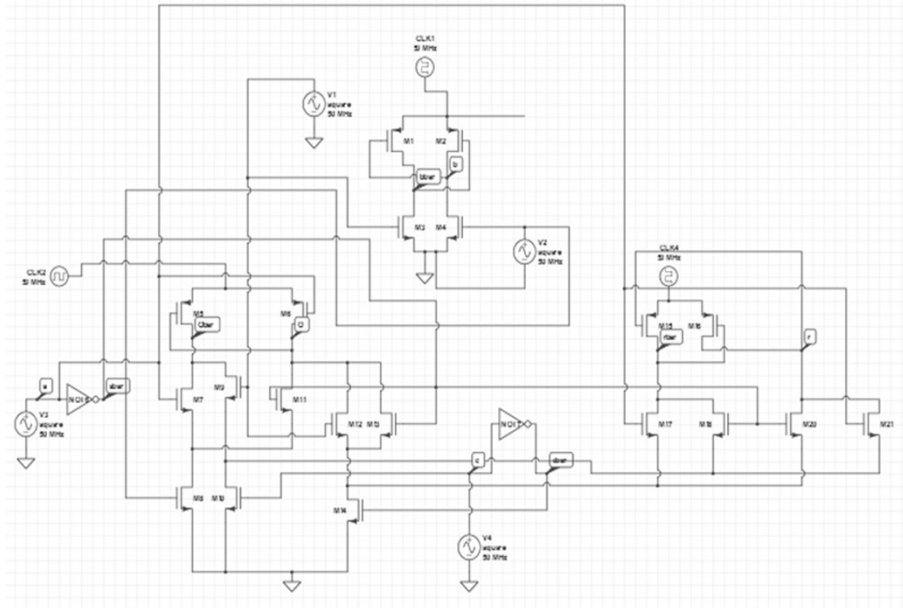 CLK1
50 MHz
V1
square
50 MHz
M1
M2
b
bbar
M3
M4
V2
square
50 MHz
CLK2
50 MHz
CLK4
50 MHz
M5
M6
Qbar
Q
M15
M16
rbar
r
a
NOT
abar
V3
square
50 MHz
M7
M9
M11
M12
M13
NOT
M17
M18
M20
M21
c
cbar
M8
M10
M14
V4
square
50 MHz